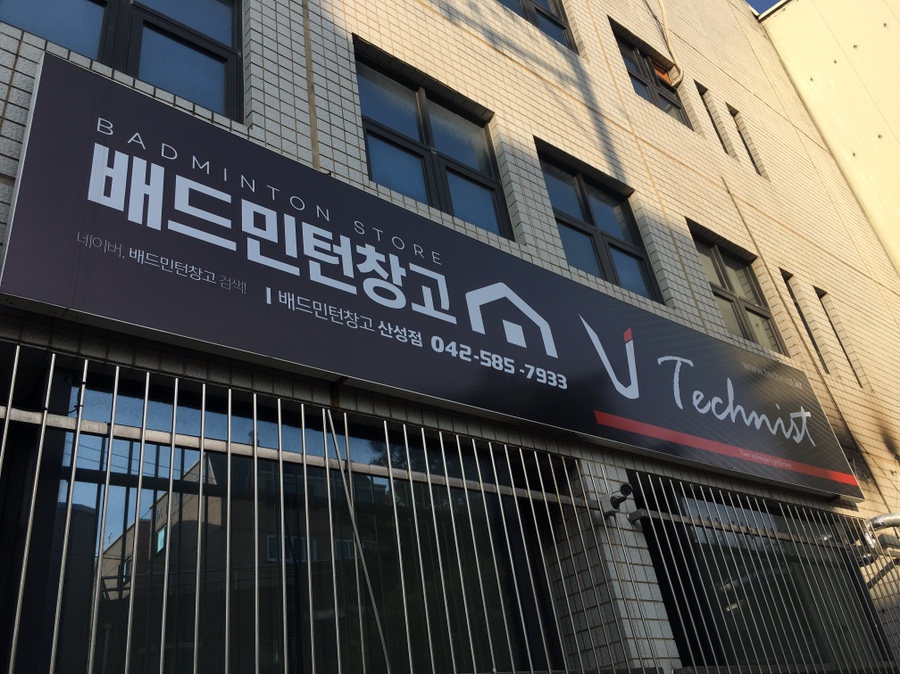 BADMINTON STORE
배드민턴창고
네이버, 배드민턴창고 검색!
배드민턴창고 산성점 042-585-7933
Technist